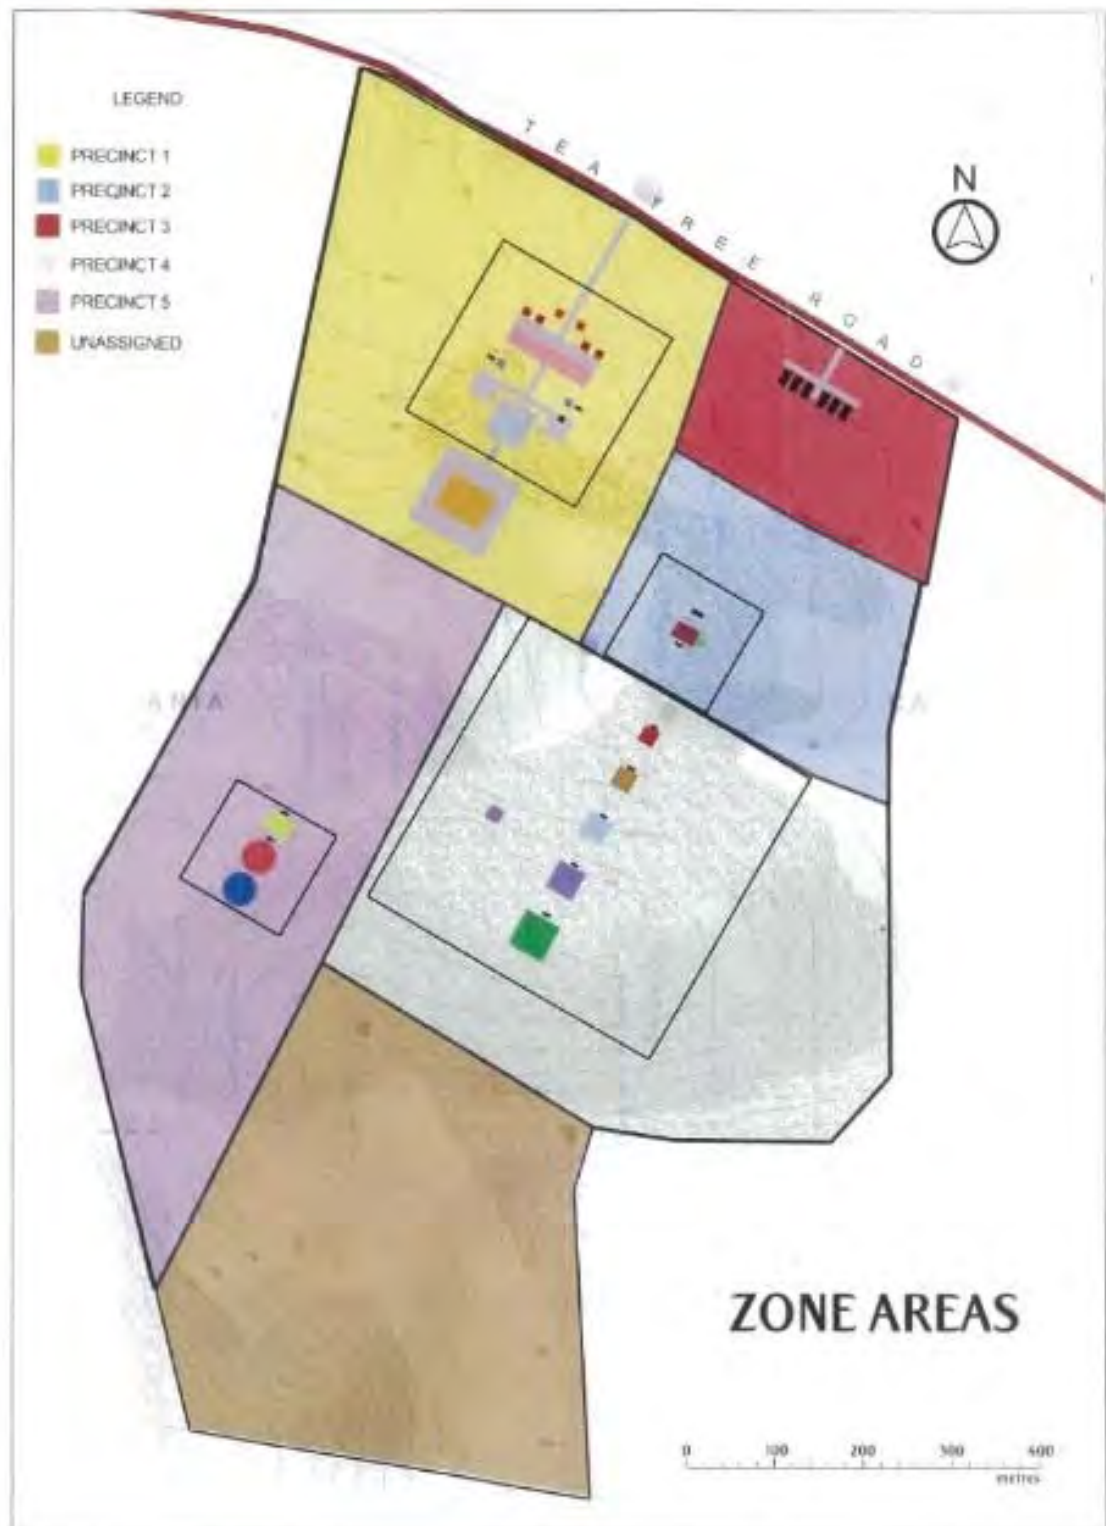 LEGEND
PRECINCT 1
PRECINCT 2
PRECINCT 3
PRECINCT 4
PRECINCT 5
UNASSIGNED
TEA TREE ROAD
N
ZONE AREAS
0 100 200 300 400
metres